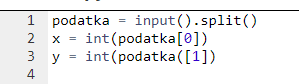 1 podatka = input().split()
2 x = int(podatka[0])
3 y = int(podatka([1])
4